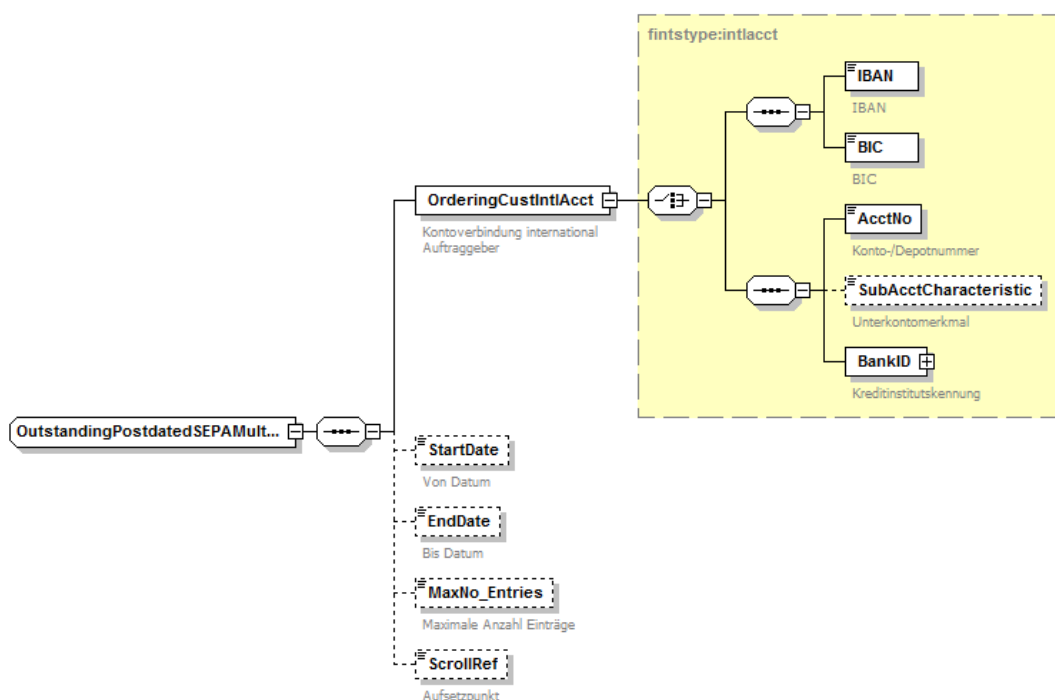 fintstype:intlacct
IBAN
IBAN
BIC
BIC
OrderingCustIntlAcct
Kontoverbindung international
Auftraggeber
AcctNo
Konto-/Depotnummer
SubAcctCharacteristic
Unterkontomerkmal
BankID
Kreditinstitutskennung
OutstandingPostdatedSEPAMult...
StartDate
Von Datum
EndDate
Bis Datum
MaxNo_Entries
Maximale Anzahl Einträge
ScrollRef
Aufsetzpunkt